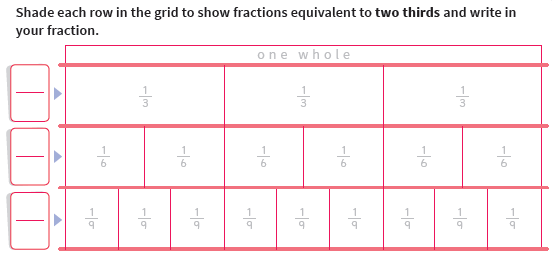 Shade each row in the grid to show fractions equivalent to two thirds and write in
your fraction.
one whole
1/3 1/3 1/3
1/6 1/6 1/6 1/6 1/6 1/6
1/9 1/9 1/9 1/9 1/9 1/9 1/9 1/9 1/9